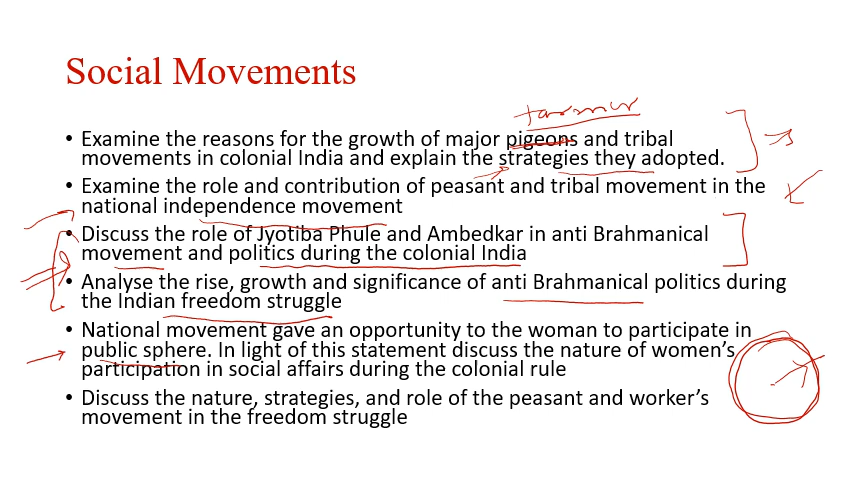 Social Movements
• Examine the reasons for the growth of major pigeons and tribal
movements in colonial India and explain the strategies they adopted.
• Examine the role and contribution of peasant and tribal movement in the
national independence movement
• Discuss the role of Jyotiba Phule and Ambedkar in anti Brahmanical
movement and politics during the colonial India
• Analyse the rise, growth and significance of anti Brahmanical politics during
the Indian freedom struggle
• National movement gave an opportunity to the woman to participate in
public sphere. In light of this statement discuss the nature of women’s
participation in social affairs during the colonial rule
• Discuss the nature, strategies, and role of the peasant and worker’s
movement in the freedom struggle